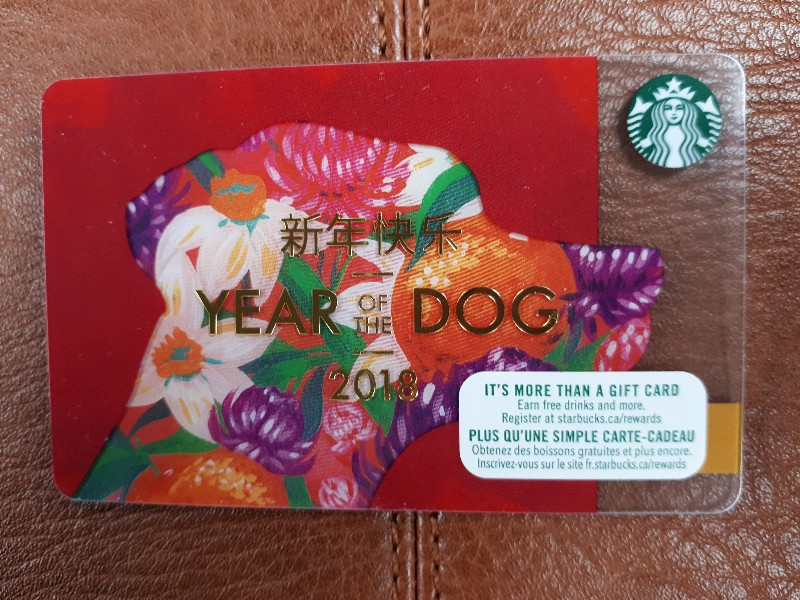 新年快乐
YEAR OF THE DOG
2018
IT'S MORE THAN A GIFT CARD
Earn free drinks and more.
Register at starbucks.ca/rewards
PLUS QU'UNE SIMPLE CARTE-CADEAU
Obtenez des boissons gratuites et plus encore.
Inscrivez-vous sur le site fr.starbucks.ca/rewards